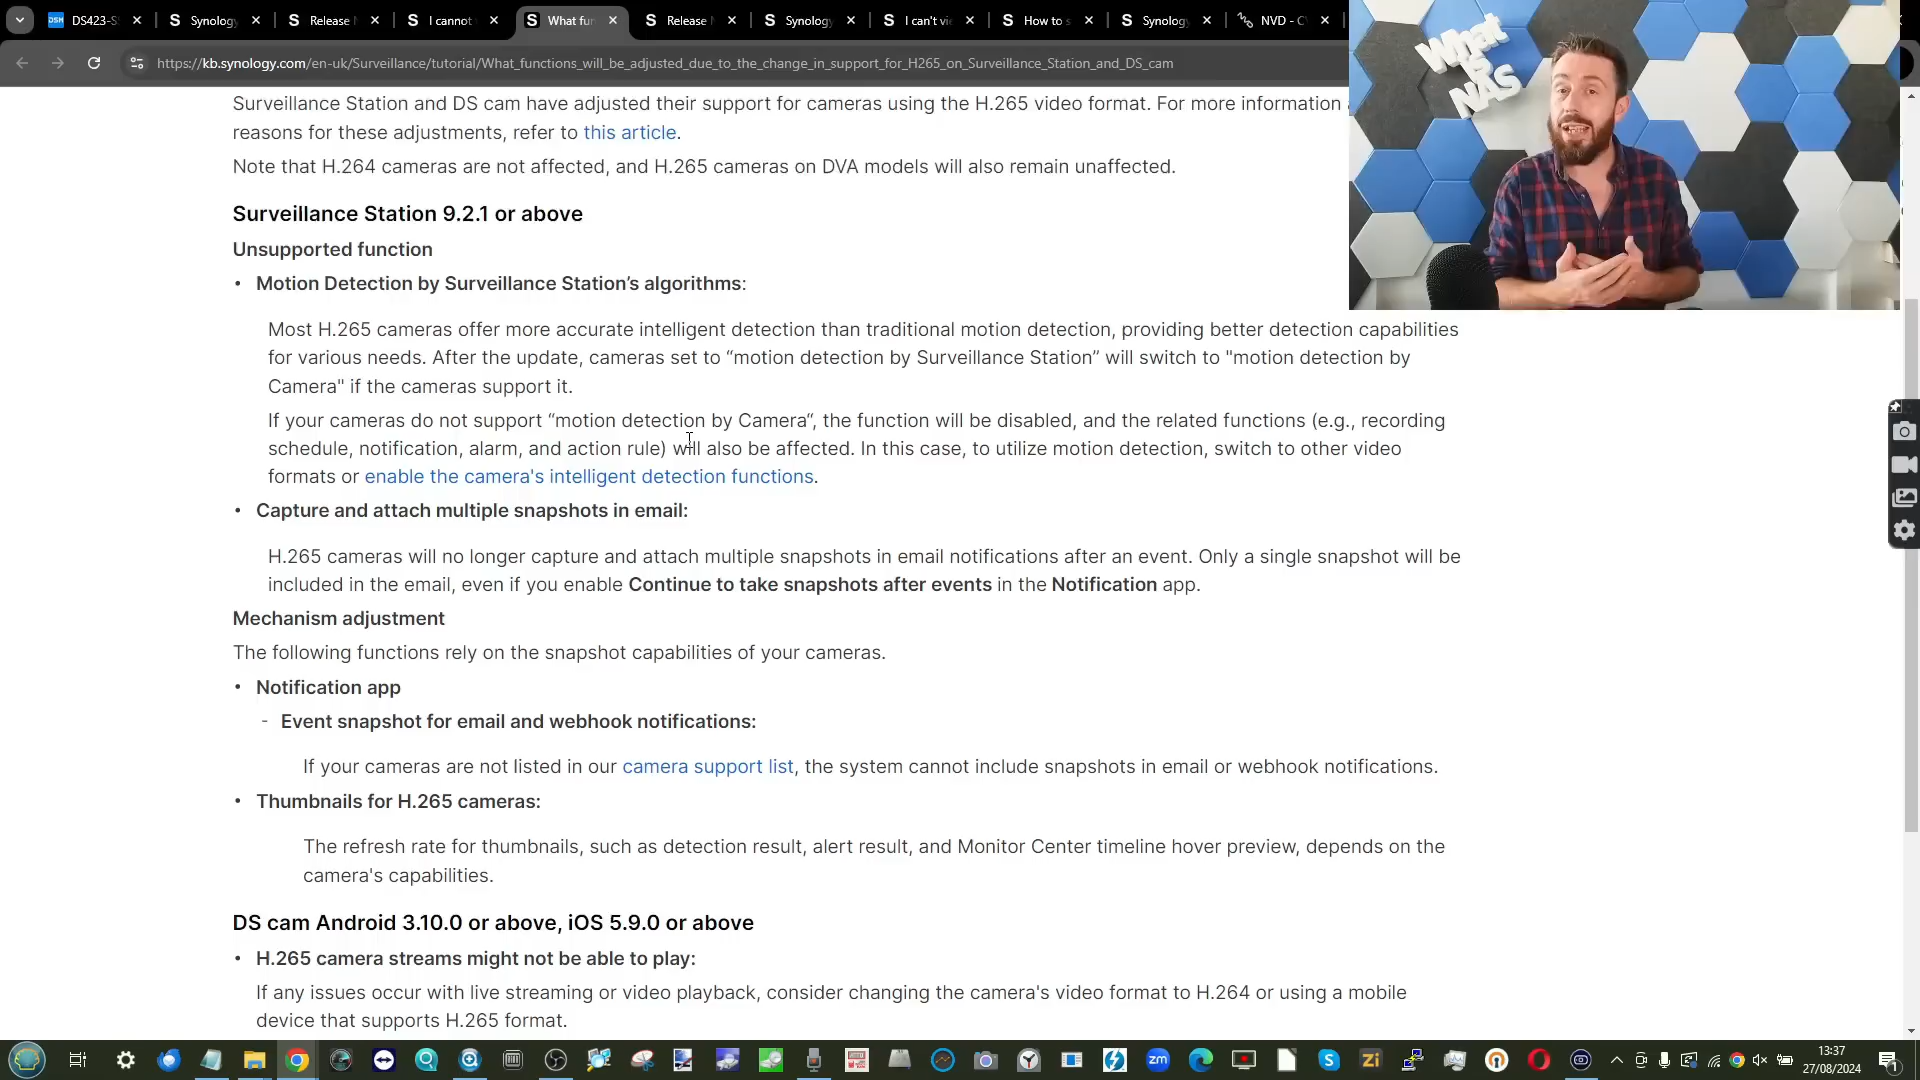 DS423-S
Synology
Release
I cannot
What fun
Release
Synology
I can't vi
How to s
Synology
NVD - C
https://kb.synology.com/en-uk/Surveillance/tutorial/What_functions_will_be_adjusted_due_to_the_change_in_support_for_H265_on_Surveillance_Station_and_DS_cam
What IS NAS
Surveillance Station and DS cam have adjusted their support for cameras using the H.265 video format. For more information
reasons for these adjustments, refer to this article.
Note that H.264 cameras are not affected, and H.265 cameras on DVA models will also remain unaffected.
Surveillance Station 9.2.1 or above
Unsupported function
• Motion Detection by Surveillance Station’s algorithms:
Most H.265 cameras offer more accurate intelligent detection than traditional motion detection, providing better detection capabilities
for various needs. After the update, cameras set to “motion detection by Surveillance Station” will switch to "motion detection by
Camera" if the cameras support it.
If your cameras do not support “motion detection by Camera“, the function will be disabled, and the related functions (e.g., recording
schedule, notification, alarm, and action rule) will also be affected. In this case, to utilize motion detection, switch to other video
formats or enable the camera's intelligent detection functions.
• Capture and attach multiple snapshots in email:
H.265 cameras will no longer capture and attach multiple snapshots in email notifications after an event. Only a single snapshot will be
included in the email, even if you enable Continue to take snapshots after events in the Notification app.
Mechanism adjustment
The following functions rely on the snapshot capabilities of your cameras.
• Notification app
- Event snapshot for email and webhook notifications:
If your cameras are not listed in our camera support list, the system cannot include snapshots in email or webhook notifications.
• Thumbnails for H.265 cameras:
The refresh rate for thumbnails, such as detection result, alert result, and Monitor Center timeline hover preview, depends on the
camera's capabilities.
DS cam Android 3.10.0 or above, iOS 5.9.0 or above
• H.265 camera streams might not be able to play:
If any issues occur with live streaming or video playback, consider changing the camera's video format to H.264 or using a mobile
device that supports H.265 format.
zm
Zi
13:37
27/08/2024